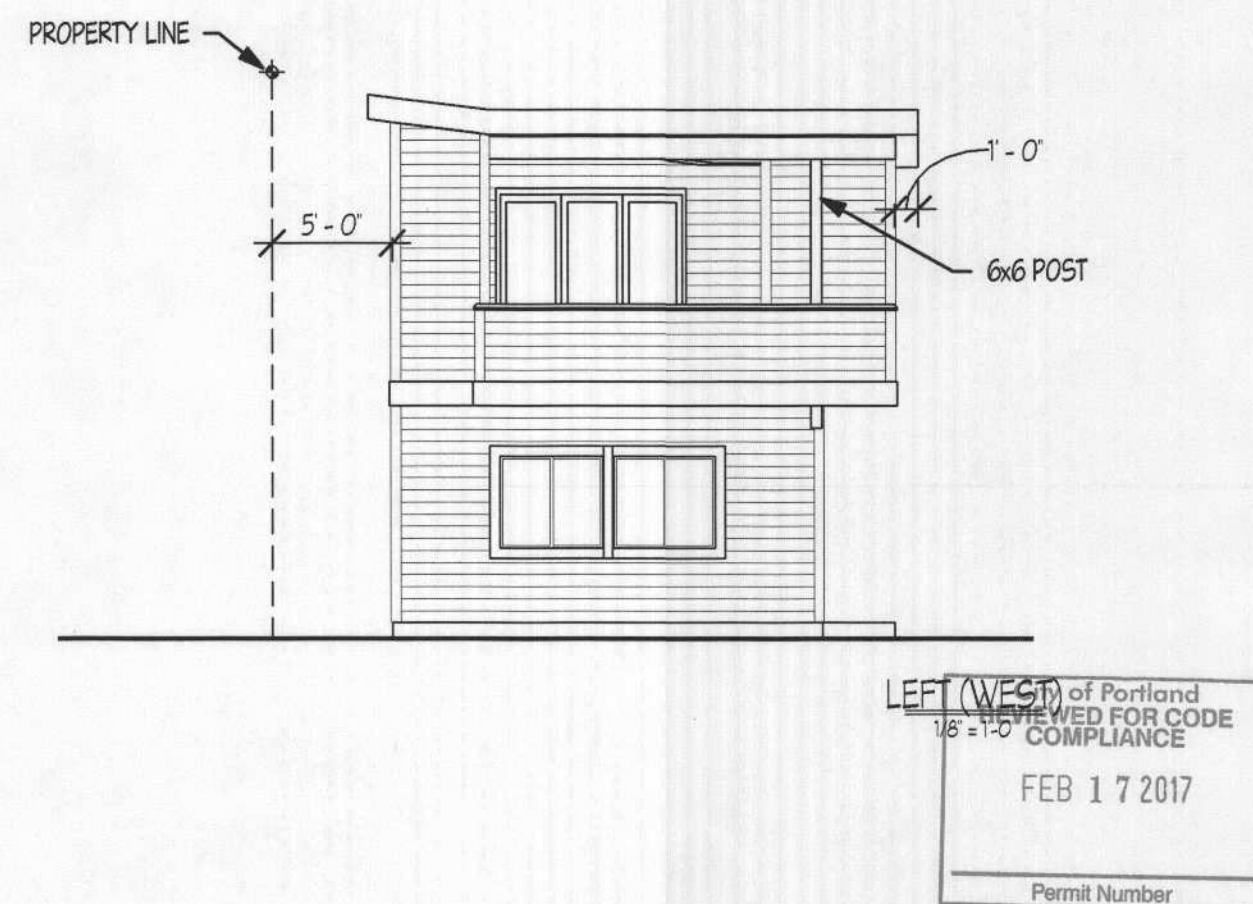 PROPERTY LINE
1' - 0"
5' - 0"
6x6 POST
LEFT (WEST)
1/8" = 1'-0"
City of Portland
REVIEWED FOR CODE
COMPLIANCE
FEB 17 2017
Permit Number